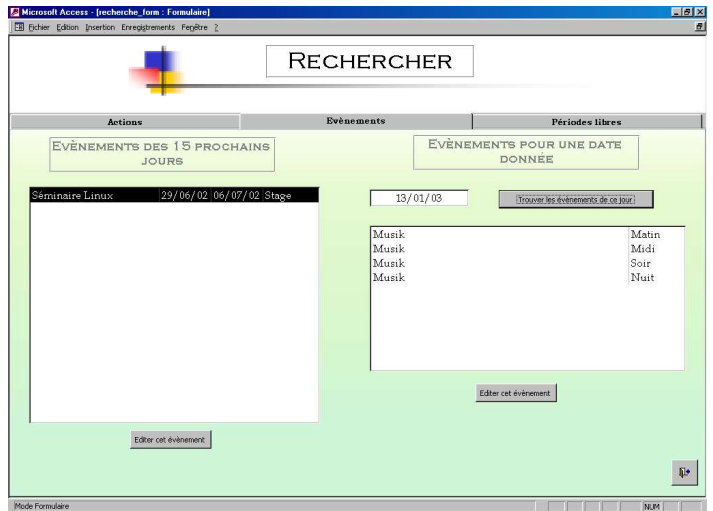 Microsoft Access - [recherche_form : Formulaire]
Fichier Edition Insertion Enregistrements Fenêtre ?
RECHERCHER
Actions
Evènements
Périodes libres
EVÈNEMENTS DES 15 PROCHAINS
JOURS
EVÈNEMENTS POUR UNE DATE
DONNÉE
Séminaire Linux 29/06/02 06/07/02 Stage
13/01/03
Trouver les évènements de ce jour
Musik Matin
Musik Midi
Musik Soir
Musik Nuit
Editer cet évènement
Editer cet évènement
Mode Formulaire
NUM